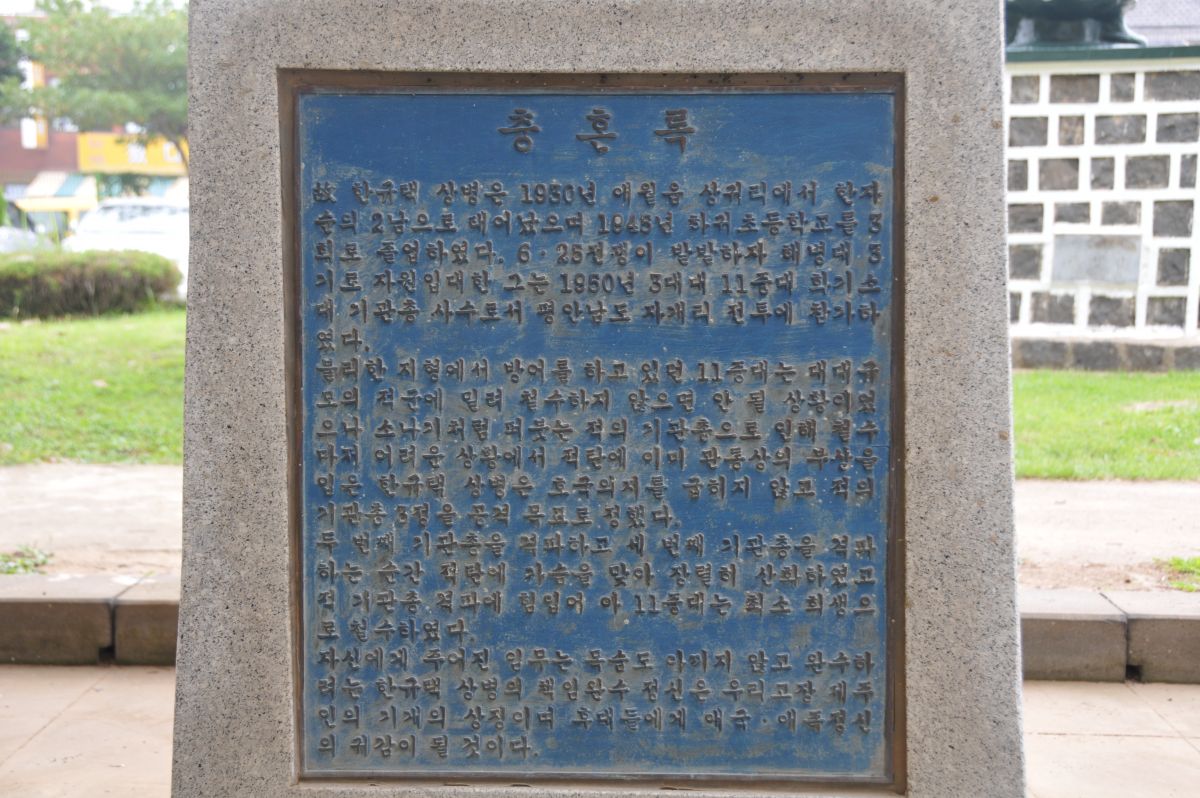 충 혼 록
故 한규택 상병은 1930년 애월읍 상귀리에서 한자
순의 2남으로 태어났으며 1945년 하귀초등학교를 3
회로 졸업하였다. 6·25전쟁이 발발하자 해병대 3
기로 자원입대한 그는 1950년 3대대 11중대 화기소
대 기관총 사수로서 평안남도 자개리 전투에 참가하
였다.
불리한 지형에서 방어를 하고 있던 11중대는 대대규
모의 적군에 밀려 철수하지 않으면 안 될 상황이었
으나 소나기처럼 퍼붓는 적의 기관총으로 인해 철수
마저 어려운 상황에서 적탄에 이미 관통상의 부상을
입은 한규택 상병은 호국의지를 굽히지 않고 적의
기관총 3정을 공격 목표로 정했다.
두 번째 기관총을 격파하고 세 번째 기관총을 격파
하는 순간 적탄에 가슴을 맞아 장렬히 산화하였고
적 기관총 격파에 힘입어 아 11중대는 최소 희생으
로 철수하였다.
자신에게 주어진 임무는 목숨도 아끼지 않고 완수하
려는 한규택 상병의 책임완수 정신은 우리고장 제주
인의 기개의 상징이며 후대들에게 애국·애족정신
의 귀감이 될 것이다.